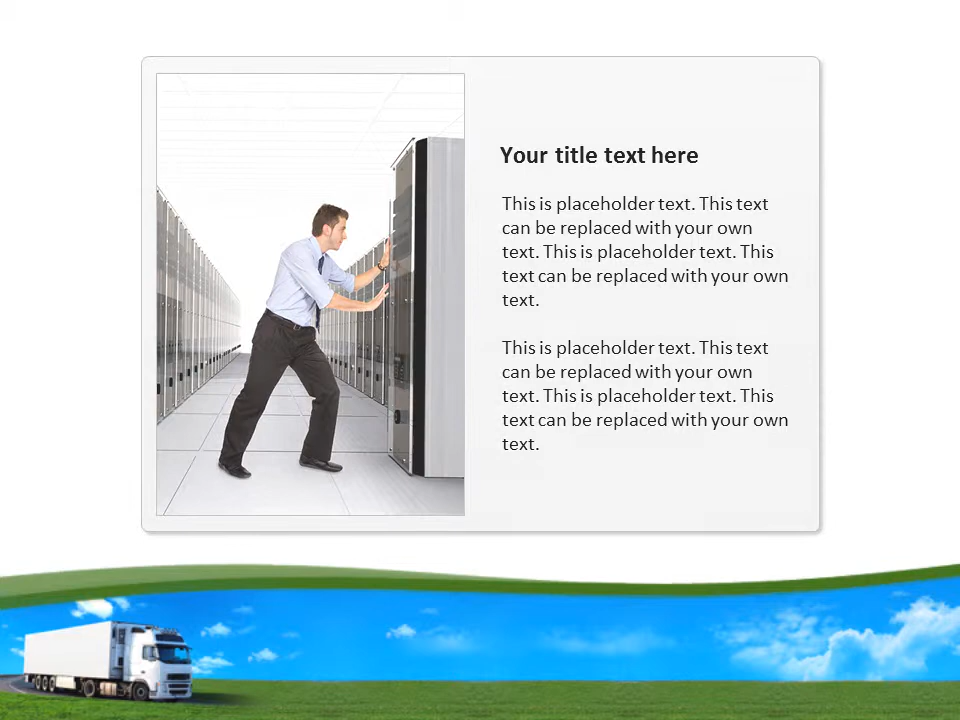 Your title text here
This is placeholder text. This text
can be replaced with your own
text. This is placeholder text. This
text can be replaced with your own
text.
This is placeholder text. This text
can be replaced with your own
text. This is placeholder text. This
text can be replaced with your own
text.